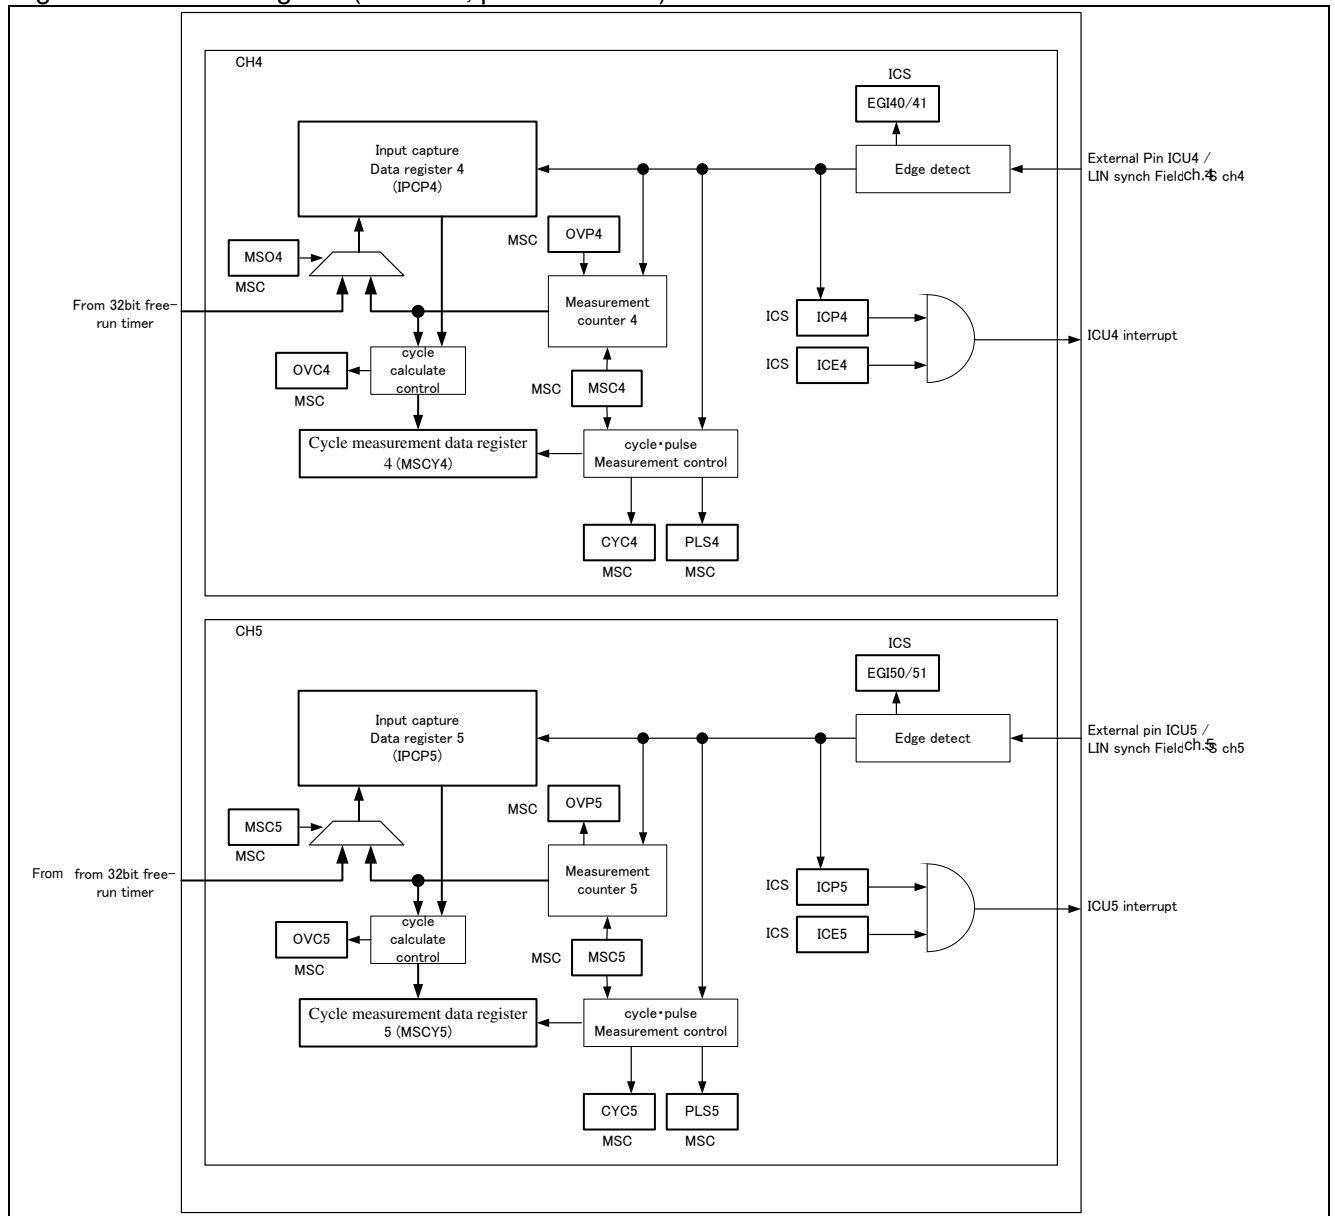 CH4
ICS
EGI40/41
Input capture
Data register 4
(IPCP4)
Edge detect
External Pin ICU4 /
LIN synch Field ch.4 ch4
MSC
OVP4
MSO4
MSC
From 32bit free-
run timer
Measurement
counter 4
ICS
ICP4
ICU4 interrupt
cycle
calculate
control
OVC4
MSC
MSC
MSC4
ICS
ICE4
Cycle measurement data register
4 (MSCY4)
cycle・pulse
Measurement control
CYC4
PLS4
MSC
MSC
CH5
ICS
EGI50/51
Input capture
Data register 5
(IPCP5)
Edge detect
External pin ICU5 /
LIN synch Field ch.5 ch5
MSC
OVP5
MSC5
MSC
From from 32bit free-
run timer
Measurement
counter 5
ICS
ICP5
ICU5 interrupt
cycle
calculate
control
OVC5
MSC
MSC
MSC5
ICS
ICE5
Cycle measurement data register
5 (MSCY5)
cycle・pulse
Measurement control
CYC5
PLS5
MSC
MSC